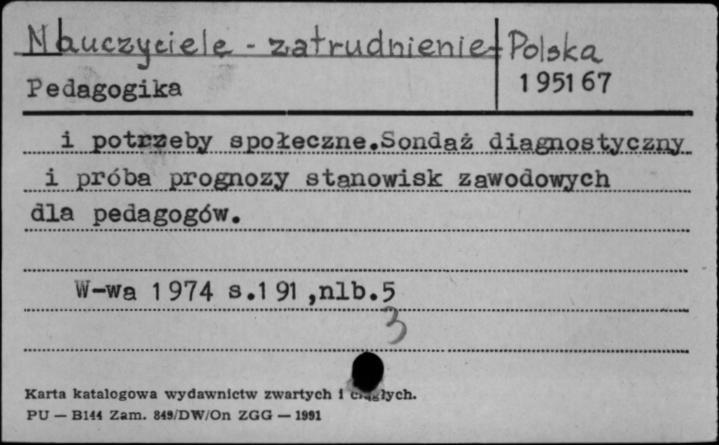 Nauczyciele - zatrudnienie - Polska
Pedagogika 195167
i potrzeby społeczne.Sondaż diagnostyczny
i próba prognozy stanowisk zawodowych
dla pedagogów.
W-wa 1974 s.191,nlb.5
3
Karta katalogowa wydawnictw zwartych i ciągłych.
PU — B144 Zam. 849/DW/On ZGG — 1991